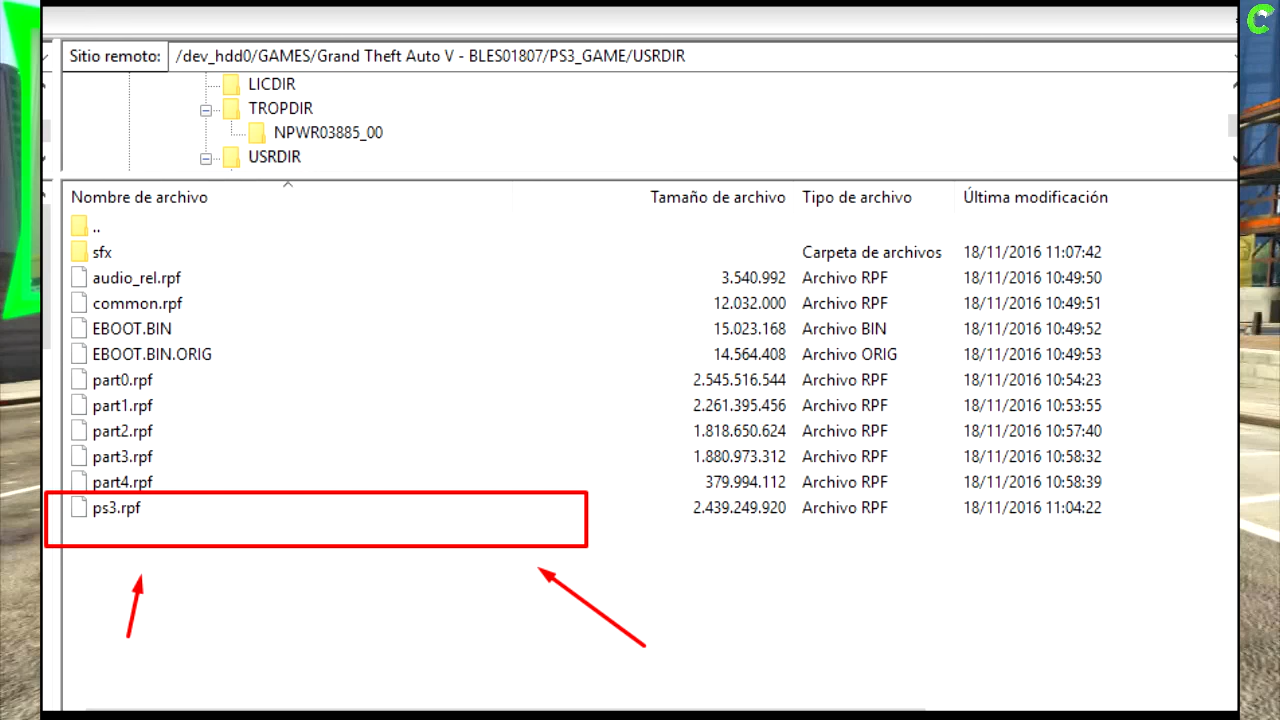 Sitio remoto: /dev_hdd0/GAMES/Grand Theft Auto V - BLES01807/PS3_GAME/USRDIR
LICDIR
TROPDIR
NPWR03885_00
USRDIR
Nombre de archivo Tamaño de archivo Tipo de archivo Última modificación
..
sfx Carpeta de archivos 18/11/2016 11:07:42
audio_rel.rpf 3.540.992 Archivo RPF 18/11/2016 10:49:50
common.rpf 12.032.000 Archivo RPF 18/11/2016 10:49:51
EBOOT.BIN 15.023.168 Archivo BIN 18/11/2016 10:49:52
EBOOT.BIN.ORIG 14.564.408 Archivo ORIG 18/11/2016 10:49:53
part0.rpf 2.545.516.544 Archivo RPF 18/11/2016 10:54:23
part1.rpf 2.261.395.456 Archivo RPF 18/11/2016 10:53:55
part2.rpf 1.818.650.624 Archivo RPF 18/11/2016 10:57:40
part3.rpf 1.880.973.312 Archivo RPF 18/11/2016 10:58:32
part4.rpf 379.994.112 Archivo RPF 18/11/2016 10:58:39
ps3.rpf 2.439.249.920 Archivo RPF 18/11/2016 11:04:22
C